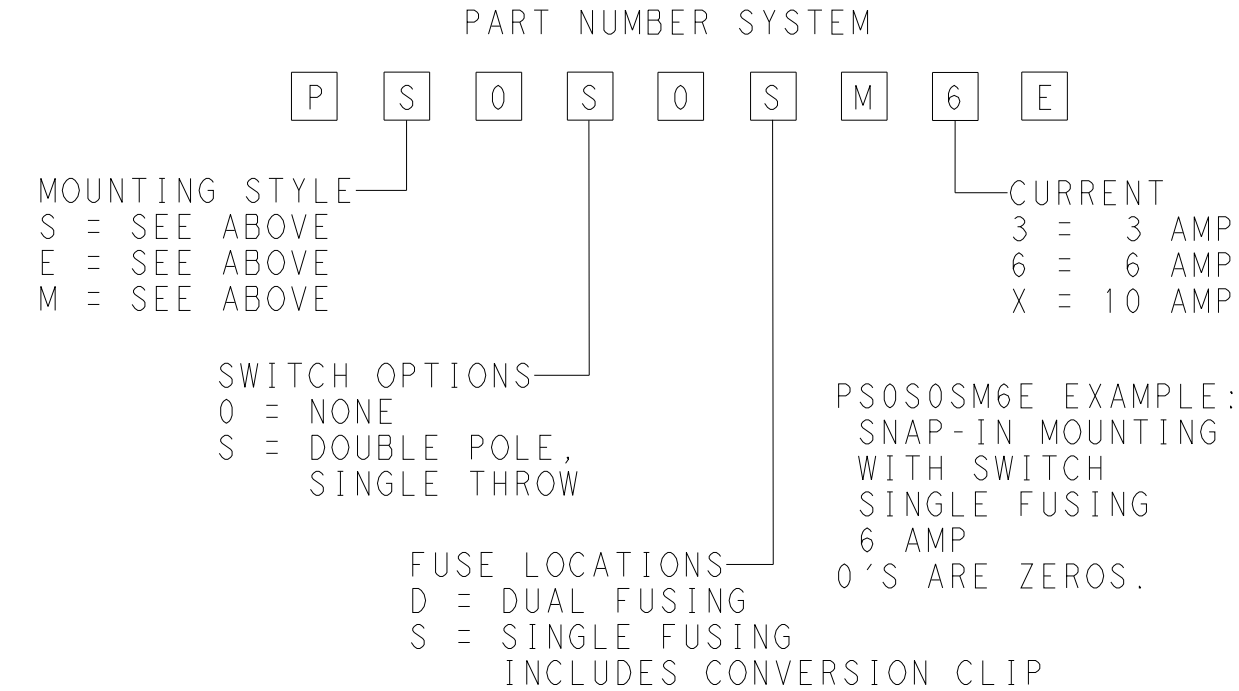 PART NUMBER SYSTEM
P S 0 S 0 S M 6 E
MOUNTING STYLE
S = SEE ABOVE
E = SEE ABOVE
M = SEE ABOVE
CURRENT
3 = 3 AMP
6 = 6 AMP
X = 10 AMP
SWITCH OPTIONS
0 = NONE
S = DOUBLE POLE,
SINGLE THROW
PS0S0SM6E EXAMPLE:
SNAP-IN MOUNTING
WITH SWITCH
SINGLE FUSING
6 AMP
0'S ARE ZEROS.
FUSE LOCATIONS
D = DUAL FUSING
S = SINGLE FUSING
INCLUDES CONVERSION CLIP